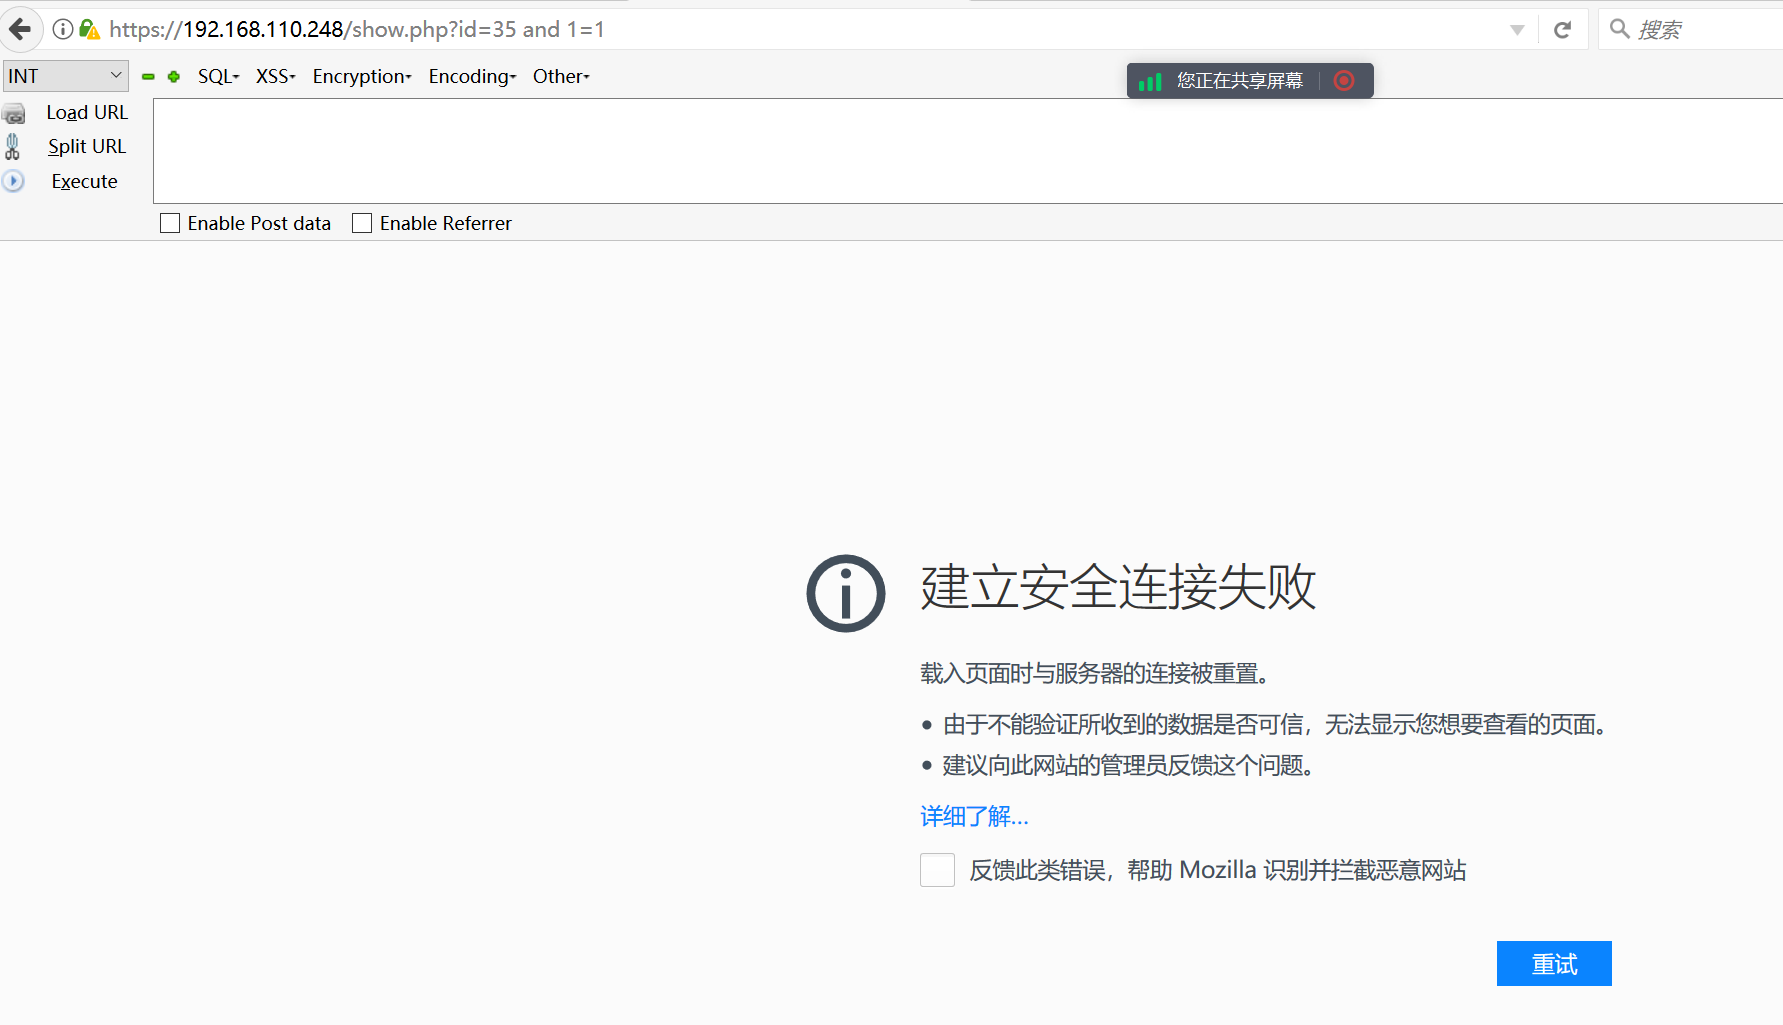 https://192.168.110.248/show.php?id=35 and 1=1
搜索
INT
SQL
XSS
Encryption
Encoding
Other
您正在共享屏幕
Load URL
Split URL
Execute
Enable Post data
Enable Referrer
建立安全连接失败
载入页面时与服务器的连接被重置。
• 由于不能验证所收到的数据是否可信，无法显示您想要查看的页面。
• 建议向此网站的管理员反馈这个问题。
详细了解...
反馈此类错误，帮助 Mozilla 识别并拦截恶意网站
重试